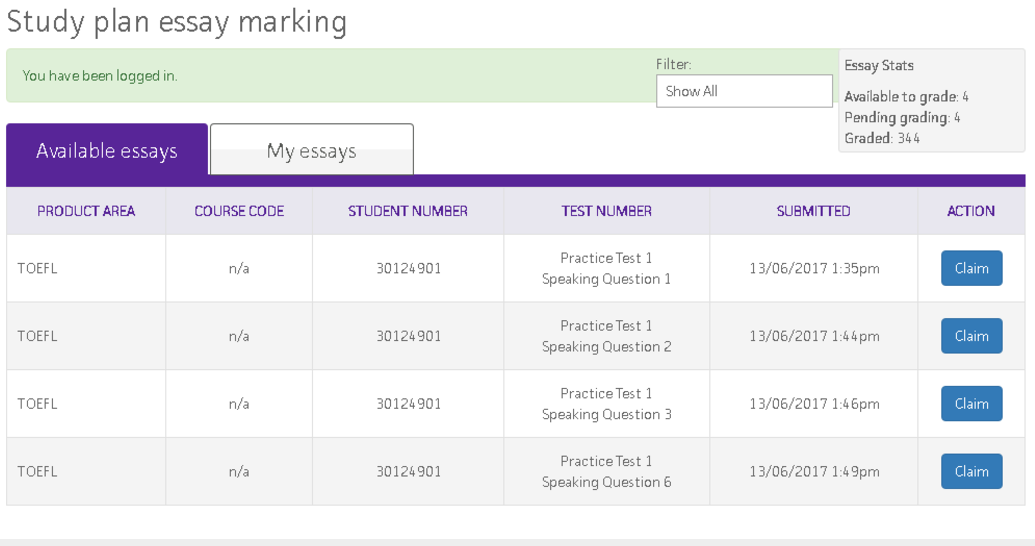 Study plan essay marking
You have been logged in.
Filter:
Show All
Essay Stats
Available to grade: 4
Pending grading: 4
Graded: 344
Available essays
My essays
PRODUCT AREA COURSE CODE STUDENT NUMBER TEST NUMBER SUBMITTED ACTION
TOEFL n/a 30124901 Practice Test 1 13/06/2017 1:35pm Claim
Speaking Question 1
TOEFL n/a 30124901 Practice Test 1 13/06/2017 1:44pm Claim
Speaking Question 2
TOEFL n/a 30124901 Practice Test 1 13/06/2017 1:46pm Claim
Speaking Question 3
TOEFL n/a 30124901 Practice Test 1 13/06/2017 1:49pm Claim
Speaking Question 6